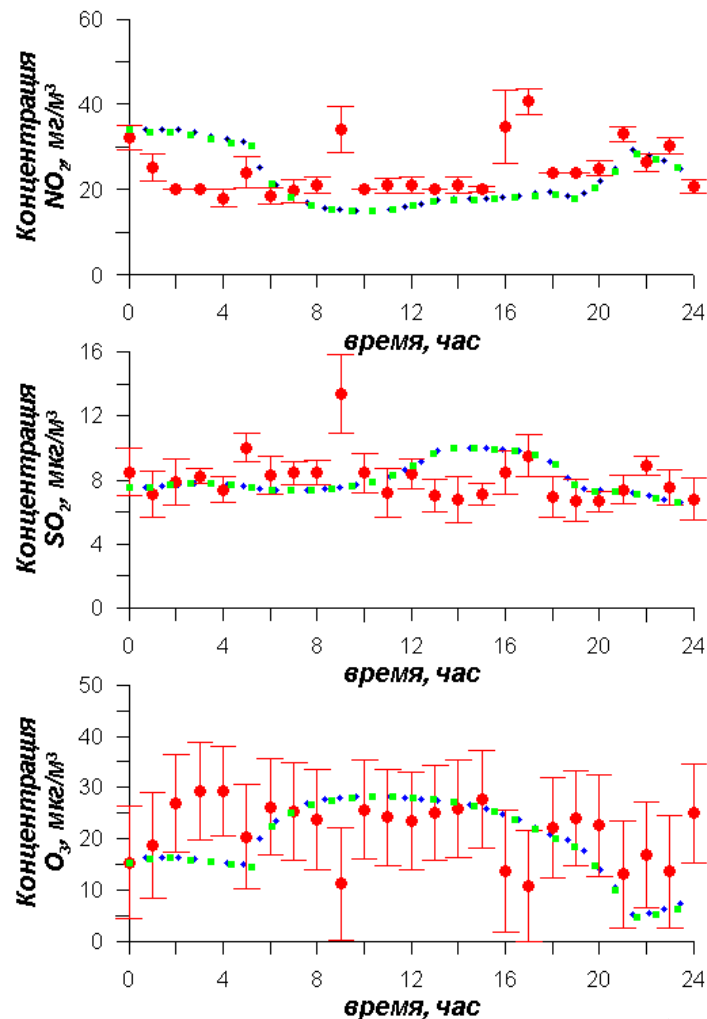 Концентрация
NO₂, мг/м³
60
40
20
0
0 4 8 12 16 20 24
время, час
Концентрация
SO₂, мкг/м³
16
12
8
4
0
0 4 8 12 16 20 24
время, час
Концентрация
O₃, мкг/м³
50
40
30
20
10
0
0 4 8 12 16 20 24
время, час